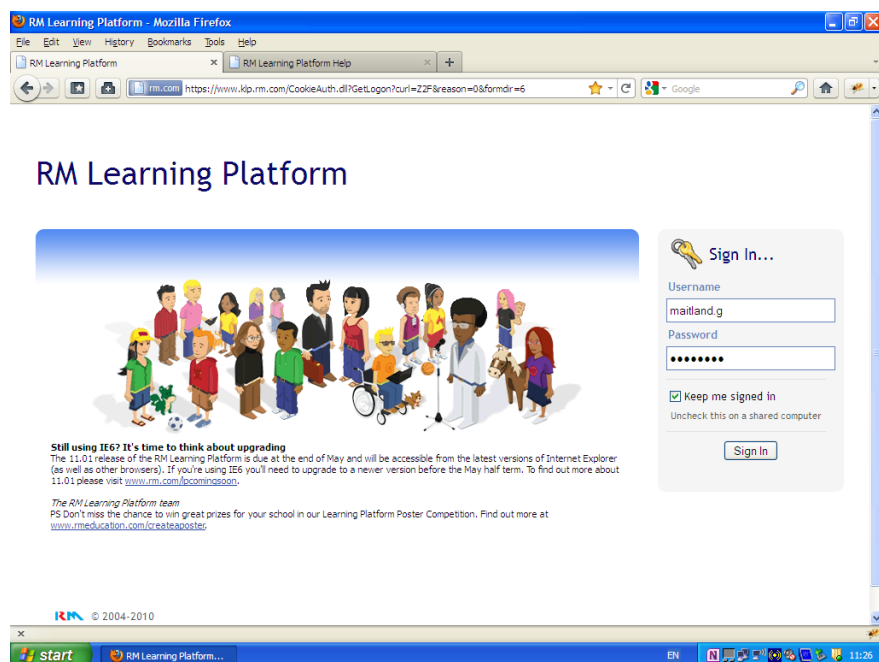 RM Learning Platform - Mozilla Firefox
File Edit View History Bookmarks Tools Help
RM Learning Platform × RM Learning Platform Help × +
rm.com https://www.klp.rm.com/CookieAuth.dll?GetLogon?curl=Z2F&reason=0&formdir=6 Google
RM Learning Platform
Sign In...
Username
maitland.g
Password
••••••••
Keep me signed in
Uncheck this on a shared computer
Sign In
Still using IE6? It's time to think about upgrading
The 11.01 release of the RM Learning Platform is due at the end of May and will be accessible from the latest versions of Internet Explorer
(as well as other browsers). If you're using IE6 you'll need to upgrade to a newer version before the May half term. To find out more about
11.01 please visit www.rm.com/lpcomingsoon.
The RM Learning Platform team
PS Don't miss the chance to win great prizes for your school in our Learning Platform Poster Competition. Find out more at
www.rmeducation.com/createaposter.
RM © 2004-2010
×
start RM Learning Platform... EN N 11:26